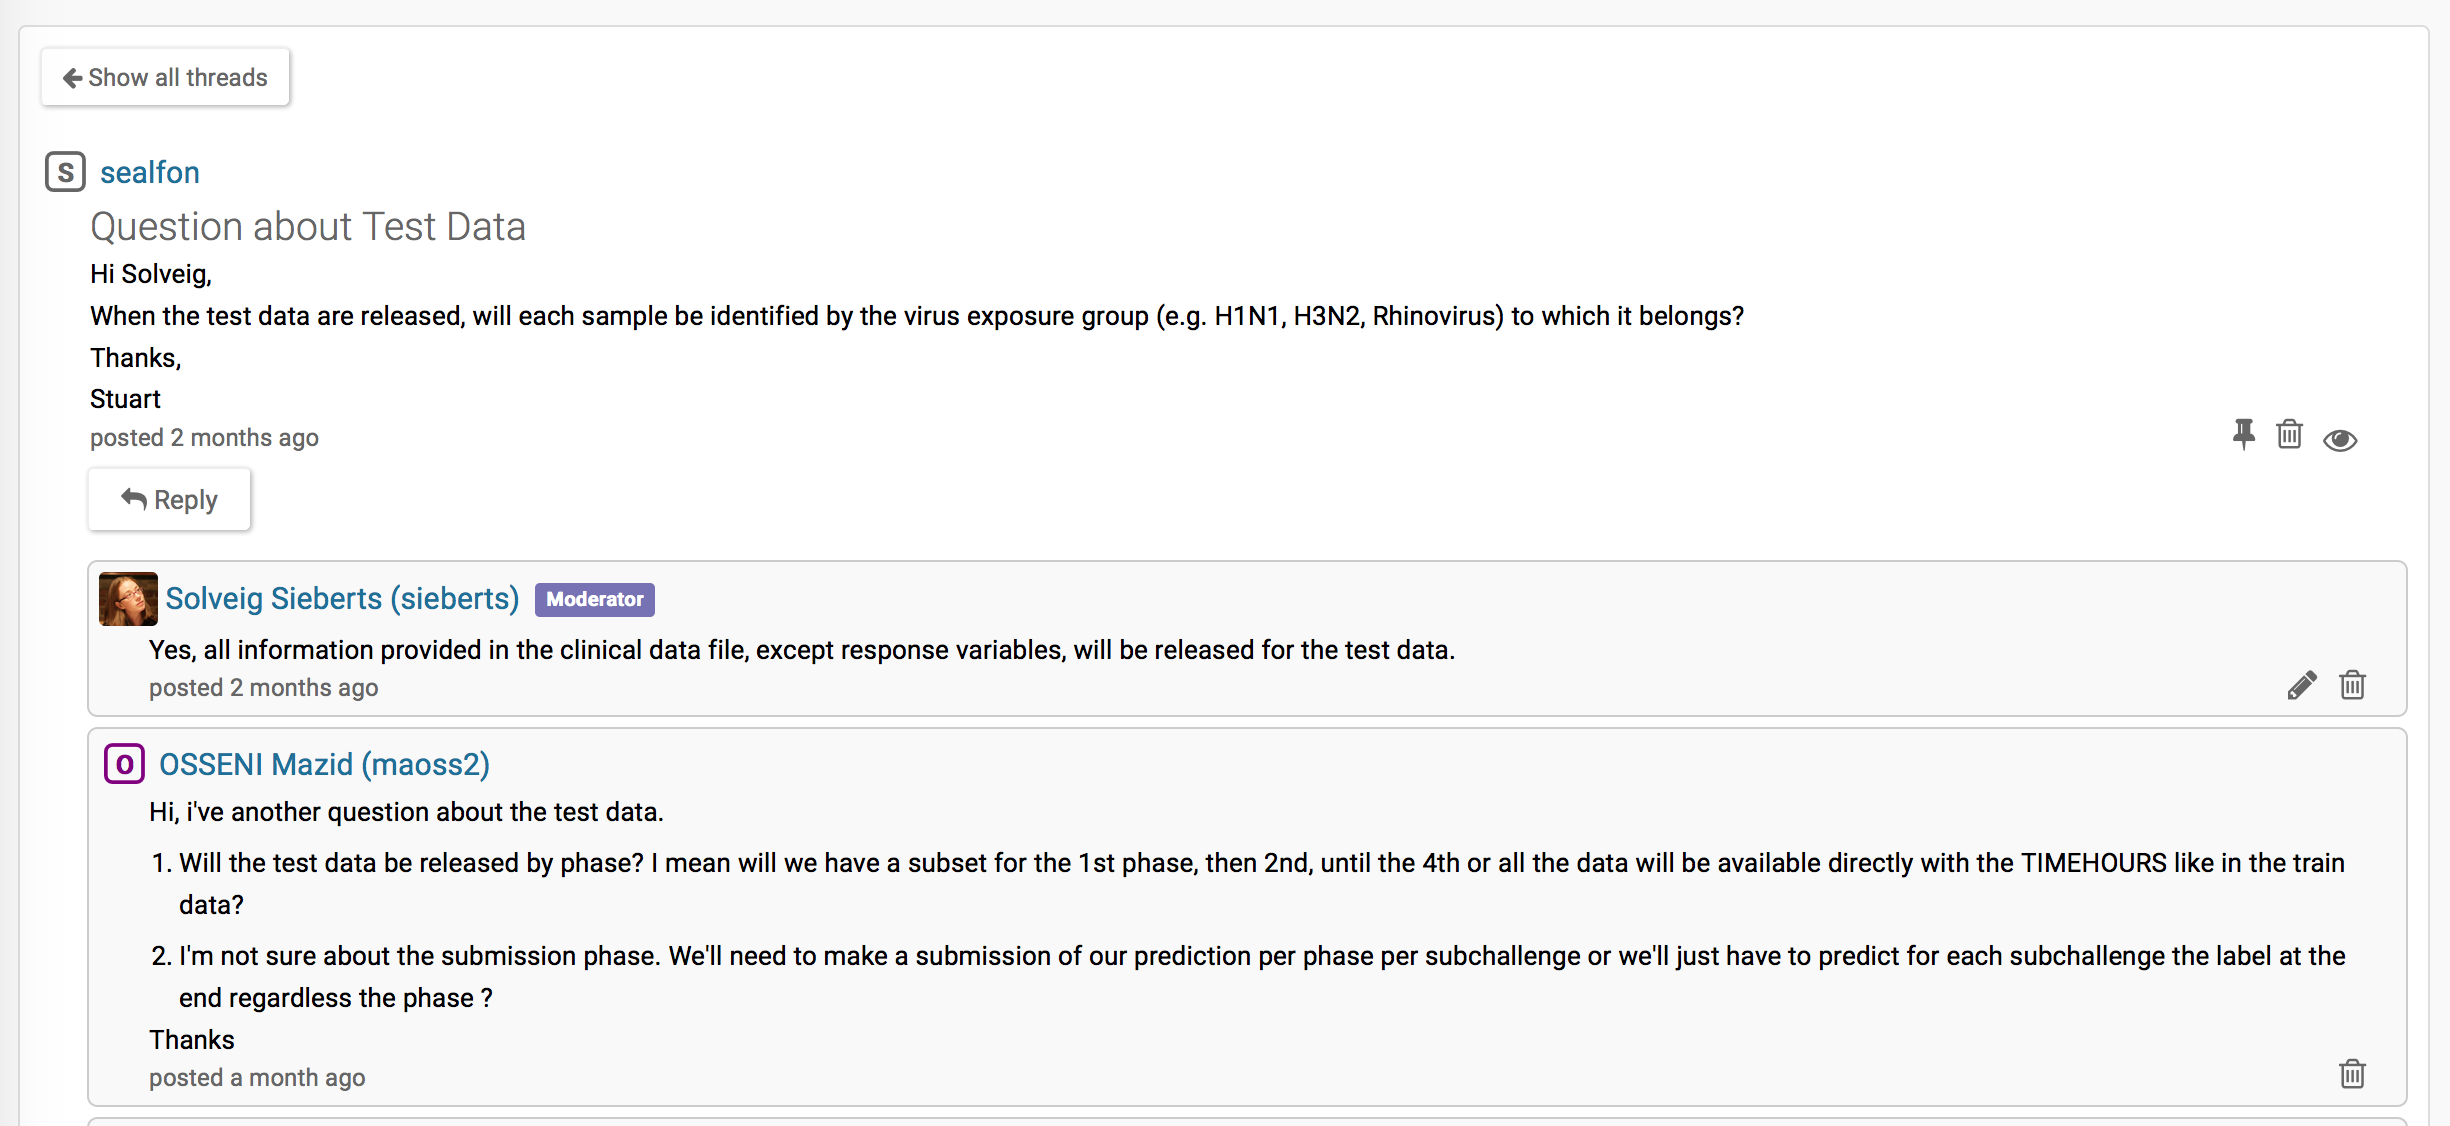 Show all threads
S sealfon
Question about Test Data
Hi Solveig,
When the test data are released, will each sample be identified by the virus exposure group (e.g. H1N1, H3N2, Rhinovirus) to which it belongs?
Thanks,
Stuart
posted 2 months ago
Reply
Solveig Sieberts (sieberts) Moderator
Yes, all information provided in the clinical data file, except response variables, will be released for the test data.
posted 2 months ago
O OSSENI Mazid (maoss2)
Hi, i've another question about the test data.
1. Will the test data be released by phase? I mean will we have a subset for the 1st phase, then 2nd, until the 4th or all the data will be available directly with the TIMEHOURS like in the train
data?
2. I'm not sure about the submission phase. We'll need to make a submission of our prediction per phase per subchallenge or we'll just have to predict for each subchallenge the label at the
end regardless the phase ?
Thanks
posted a month ago